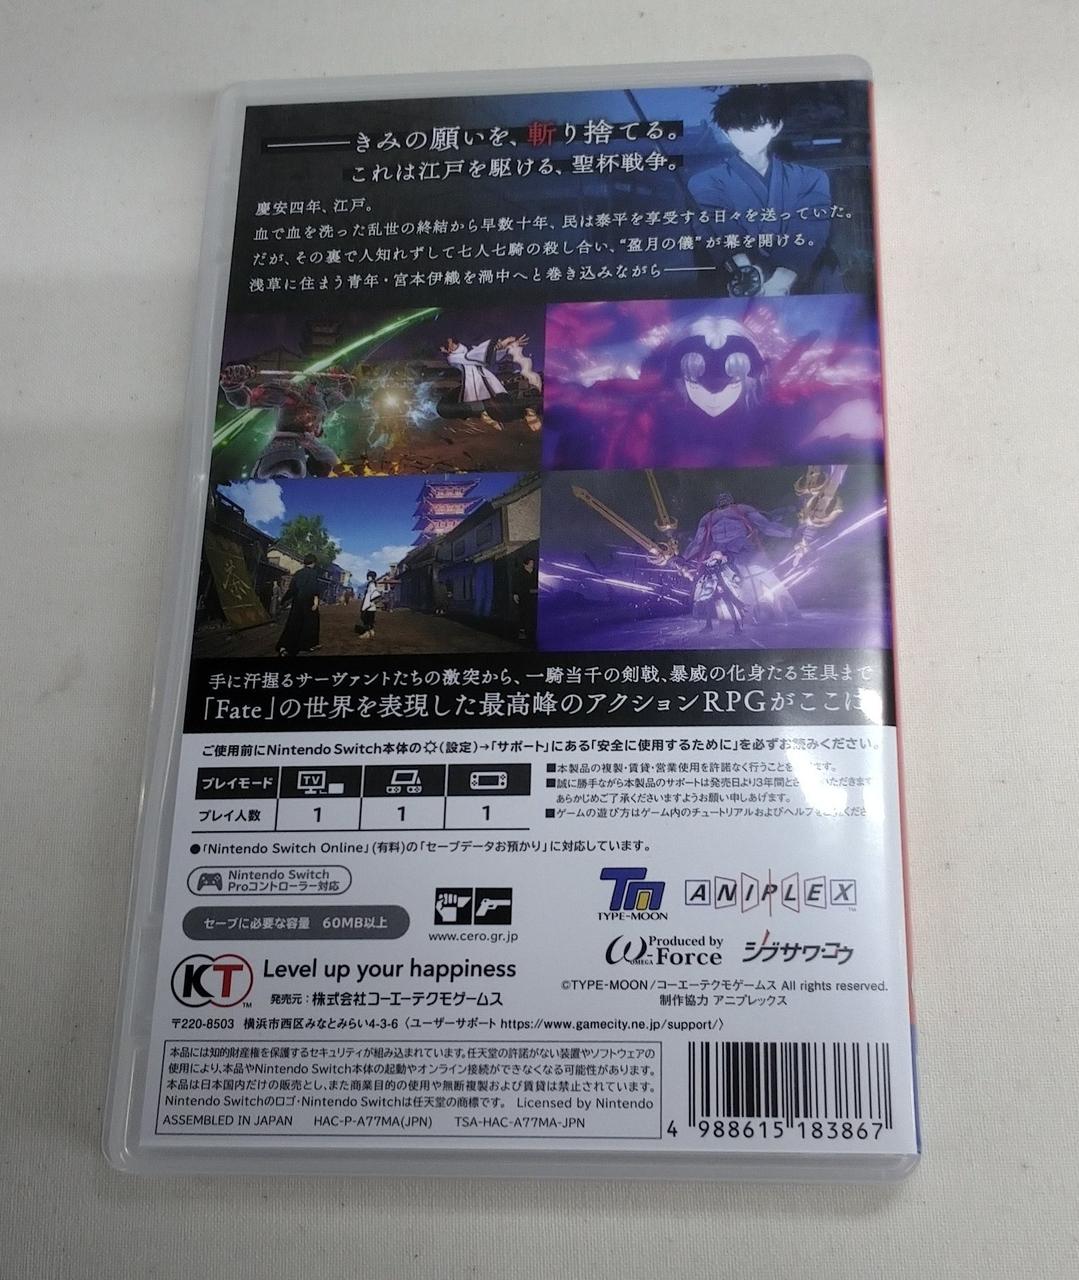 きみの願いを、斬り捨てる。
これは江戸を駆ける、聖杯戦争。
慶安四年、江戸。
血で血を洗った乱世の終結から早数十年、民は泰平を享受する日々を送っていた。
だが、その裏で人知れずして七人七騎の殺し合い、“盈月の儀”が幕を開ける。
浅草に住まう青年・宮本伊織を渦中へと巻き込みながら――
手に汗握るサーヴァントたちの激突から、一騎当千の剣戟、暴威の化身たる宝具まで
「Fate」の世界を表現した最高峰のアクションRPGがここに
ご使用前にNintendo Switch本体の(設定)→「サポート」にある「安全に使用するために」を必ずお読みください。
プレイモード TV
プレイ人数 1 1 1
■本製品の複製・賃貸・営業使用を許諾なく行うことを
■誠に勝手ながら本製品のサポートは発売日より3年間とさ いただきます
あらかじめご了承くださいますようお願い申しあげます。
■ゲームの遊び方はゲーム内のチュートリアルおよびヘルプを
●「Nintendo Switch Online」(有料)の「セーブデータお預かり」に対応しています。
Nintendo Switch
Proコントローラー対応
セーブに必要な容量 60MB以上
www.cero.gr.jp
TYPE-MOON
ANIPLEX
ω-Force
OMEGA
Produced by
シブサワ・コウ
KT
Level up your happiness
発売元：株式会社コーエーテクモゲームス
©TYPE-MOON/コーエーテクモゲームス All rights reserved.
制作協力 アニプレックス
〒220-8503 横浜市西区みなとみらい4-3-6〈ユーザーサポート https://www.gamecity.ne.jp/support/〉
本品には知的財産権を保護するセキュリティが組み込まれています。任天堂の許諾がない装置やソフトウェアの
使用により、本品やNintendo Switch本体の起動やオンライン接続ができなくなる可能性があります。
本品は日本国内だけの販売とし、また商業目的の使用や無断複製および賃貸は禁止されています。
Nintendo Switchのロゴ・Nintendo Switchは任天堂の商標です。 Licensed by Nintendo
ASSEMBLED IN JAPAN HAC-P-A77MA(JPN) TSA-HAC-A77MA-JPN
4 988615 183867